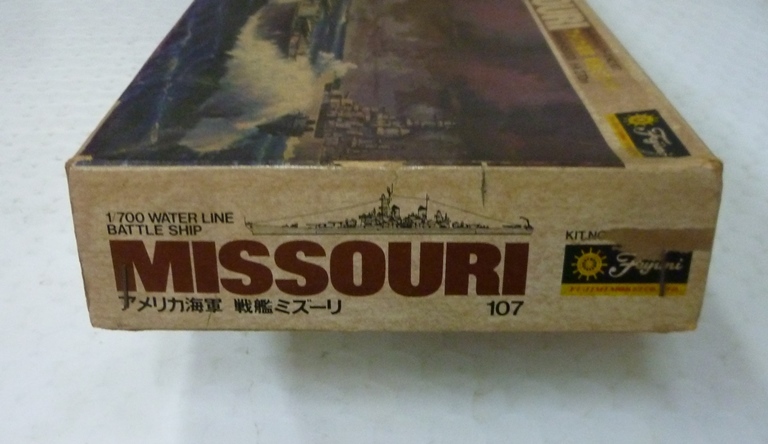 1/700 WATER LINE
BATTLE SHIP
MISSOURI
アメリカ海軍 戦艦ミズーリ
107
KIT.NO
Fujimi